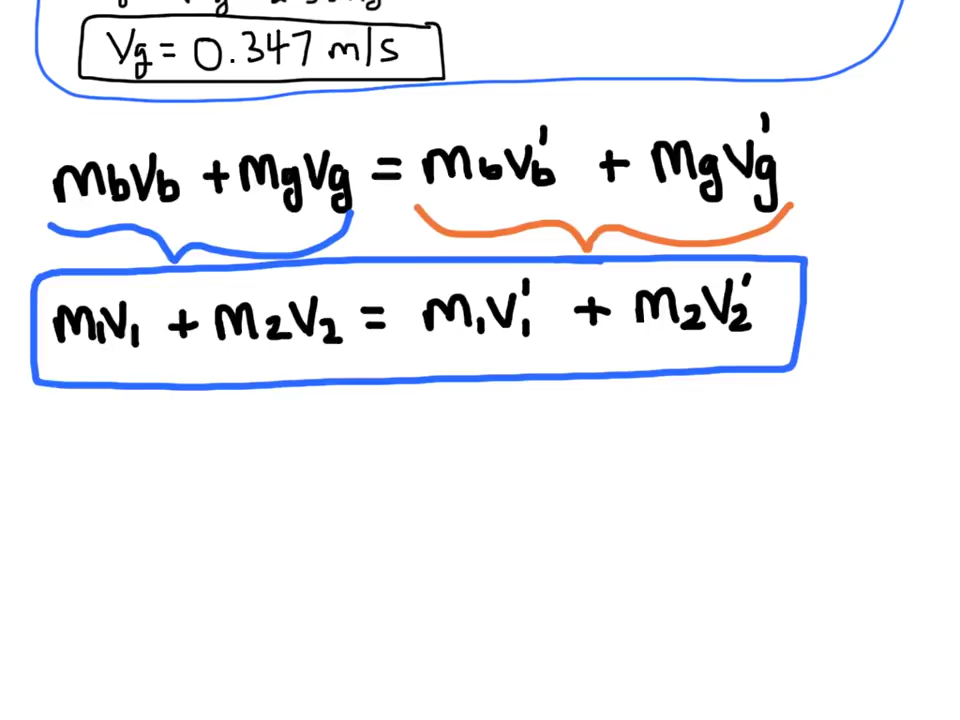 Vg = 0.347 m/s
mbVb + mgVg = mbVb' + mgVg'
m1V1 + m2V2 = m1V1' + m2V2'